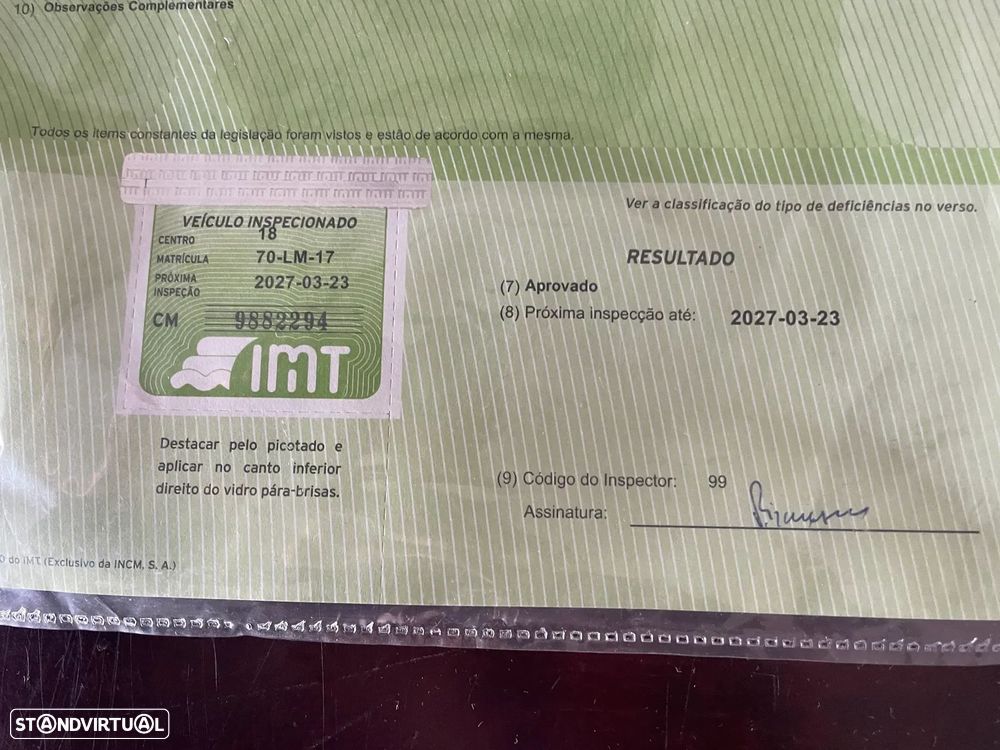 10) Observações Complementares
Todos os items constantes da legislação foram vistos e estão de acordo com a mesma.
Ver a classificação do tipo de deficiências no verso.
VEÍCULO INSPECIONADO
CENTRO 18
MATRÍCULA 70-LM-17
PRÓXIMA INSPEÇÃO 2027-03-23
CM 9882294
IMT
Destacar pelo picotado e
aplicar no canto inferior
direito do vidro pára-brisas.
RESULTADO
(7) Aprovado
(8) Próxima inspecção até: 2027-03-23
(9) Código do Inspector: 99
Assinatura:
do IMT (Exclusivo da INCM, S. A.)
STANDVIRTUAL